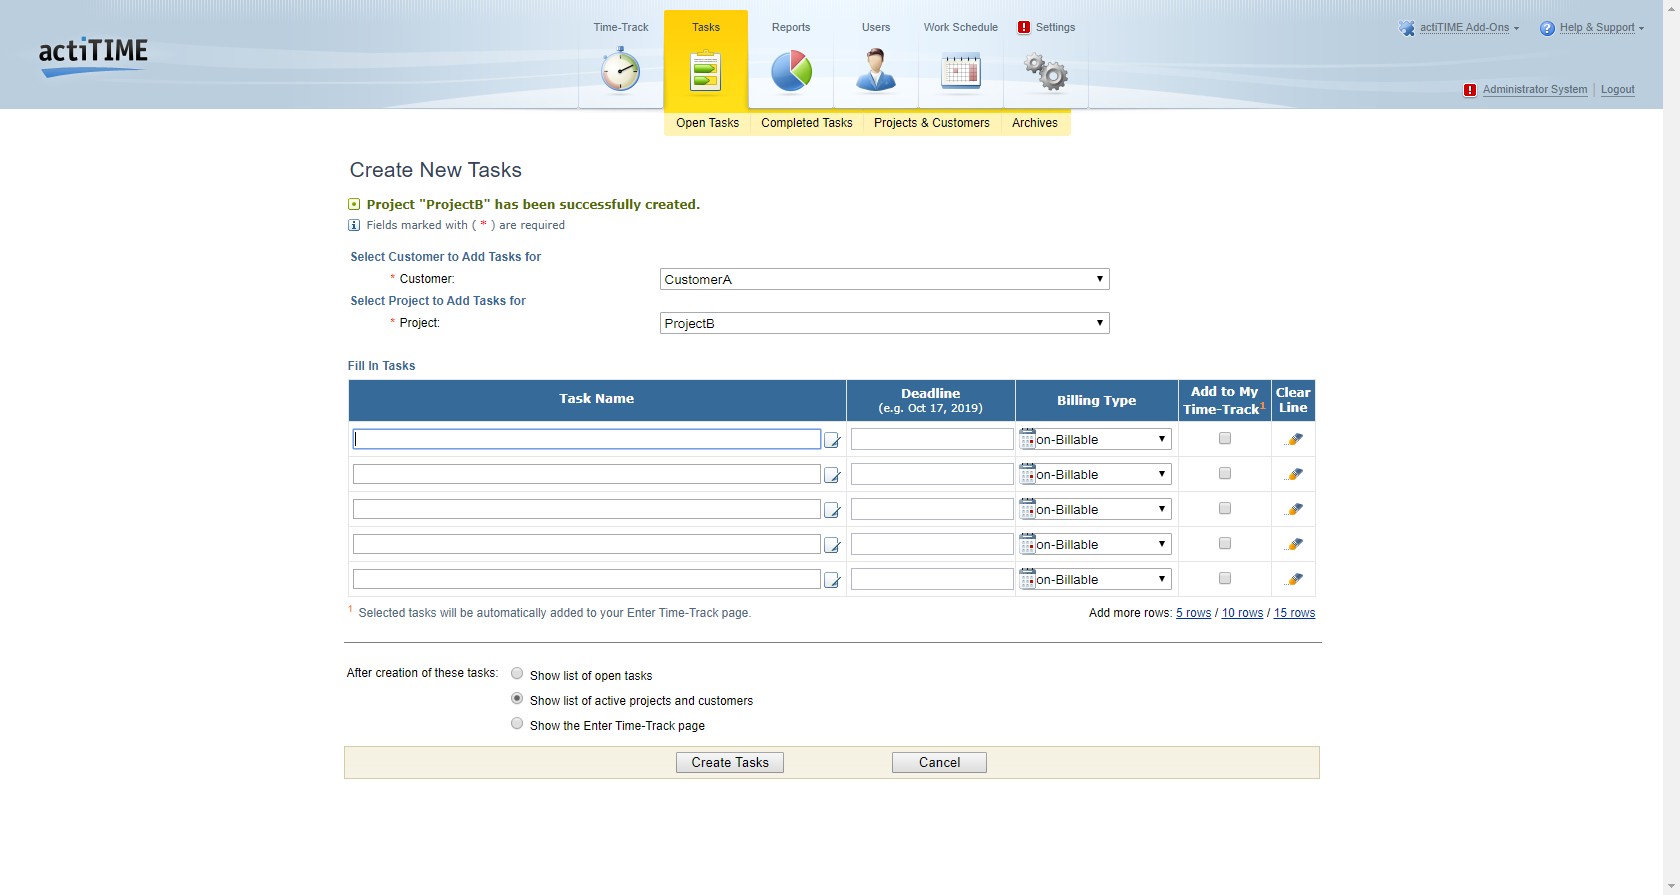 actiTIME
Time-Track
Tasks
Reports
Users
Work Schedule
Settings
actiTIME Add-Ons
Help & Support
Administrator System
Logout
Open Tasks
Completed Tasks
Projects & Customers
Archives
Create New Tasks
Project "ProjectB" has been successfully created.
Fields marked with ( * ) are required
Select Customer to Add Tasks for
* Customer:
CustomerA
Select Project to Add Tasks for
* Project:
ProjectB
Fill In Tasks
Task Name
Deadline
(e.g. Oct 17, 2019)
Billing Type
Add to My
Time-Track1
Clear
Line
on-Billable
on-Billable
on-Billable
on-Billable
on-Billable
1 Selected tasks will be automatically added to your Enter Time-Track page.
Add more rows: 5 rows / 10 rows / 15 rows
After creation of these tasks:
Show list of open tasks
Show list of active projects and customers
Show the Enter Time-Track page
Create Tasks
Cancel